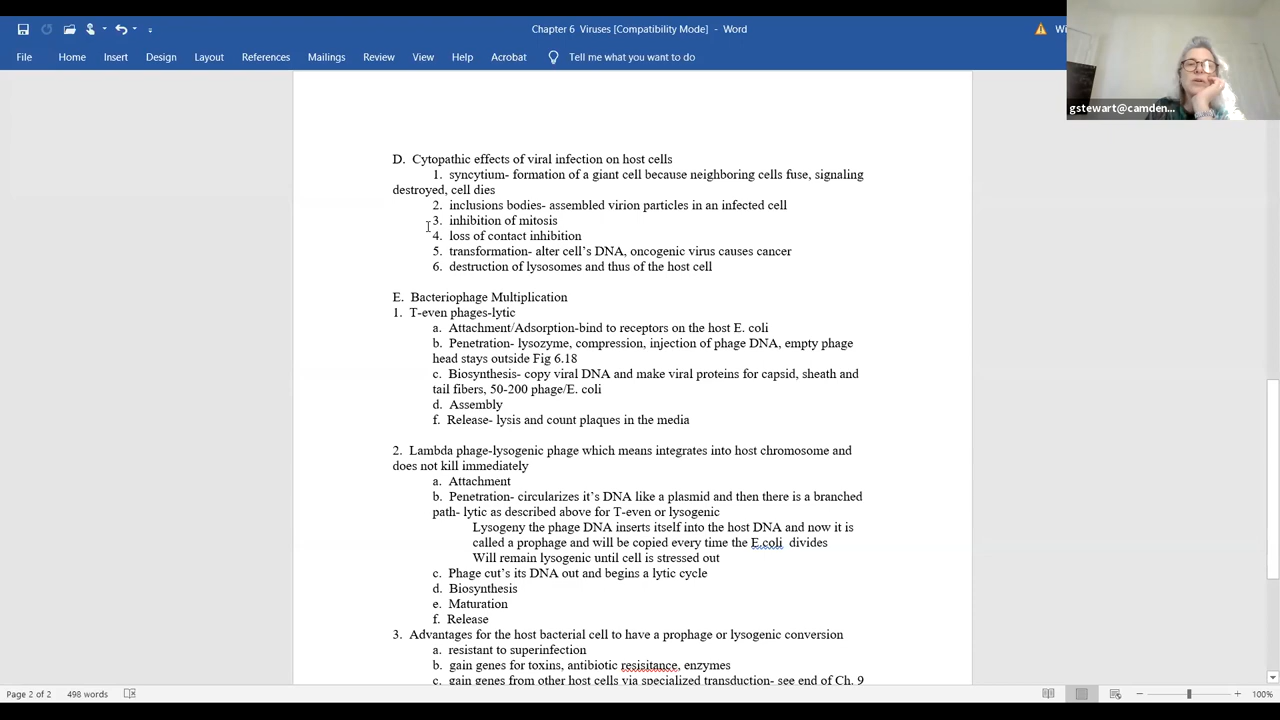 Chapter 6  Viruses [Compatibility Mode]  -  Word
File Home Insert Design Layout References Mailings Review View Help Acrobat Tell me what you want to do
gstewart@camden...
D.  Cytopathic effects of viral infection on host cells
1.  syncytium- formation of a giant cell because neighboring cells fuse, signaling
destroyed, cell dies
2.  inclusions bodies- assembled virion particles in an infected cell
3.  inhibition of mitosis
4.  loss of contact inhibition
5.  transformation- alter cell's DNA, oncogenic virus causes cancer
6.  destruction of lysosomes and thus of the host cell
E.  Bacteriophage Multiplication
1.  T-even phages-lytic
a.  Attachment/Adsorption-bind to receptors on the host E. coli
b.  Penetration- lysozyme, compression, injection of phage DNA, empty phage
head stays outside Fig 6.18
c.  Biosynthesis- copy viral DNA and make viral proteins for capsid, sheath and
tail fibers, 50-200 phage/E. coli
d.  Assembly
f.  Release- lysis and count plaques in the media
2.  Lambda phage-lysogenic phage which means integrates into host chromosome and
does not kill immediately
a.  Attachment
b.  Penetration- circularizes it's DNA like a plasmid and then there is a branched
path- lytic as described above for T-even or lysogenic
Lysogeny the phage DNA inserts itself into the host DNA and now it is
called a prophage and will be copied every time the E.coli  divides
Will remain lysogenic until cell is stressed out
c.  Phage cut's its DNA out and begins a lytic cycle
d.  Biosynthesis
e.  Maturation
f.  Release
3.  Advantages for the host bacterial cell to have a prophage or lysogenic conversion
a.  resistant to superinfection
b.  gain genes for toxins, antibiotic resisitance, enzymes
c.  gain genes from other host cells via specialized transduction- see end of Ch. 9
Page 2 of 2 498 words 100%